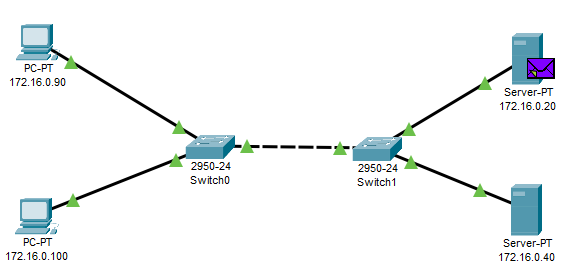 PC-PT
172.16.0.90
Server-PT
172.16.0.20
2950-24
Switch0
2950-24
Switch1
PC-PT
172.16.0.100
Server-PT
172.16.0.40